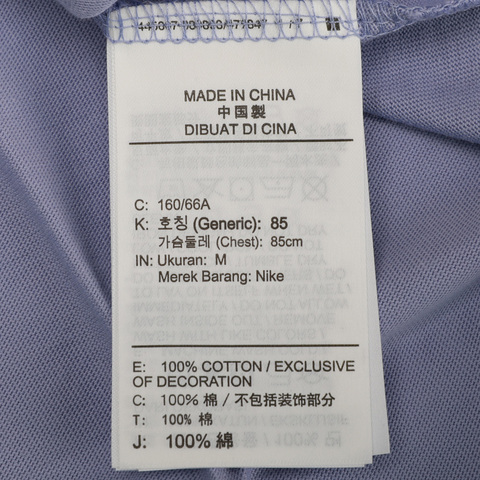 MADE IN CHINA
中国製
DIBUAT DI CINA
C: 160/66A
K: 호칭 (Generic): 85
가슴둘레 (Chest): 85cm
IN: Ukuran: M
Merek Barang: Nike
E: 100% COTTON / EXCLUSIVE
OF DECORATION
C: 100% 棉 / 不包括装饰部分
T: 100% 棉
J: 100% 綿